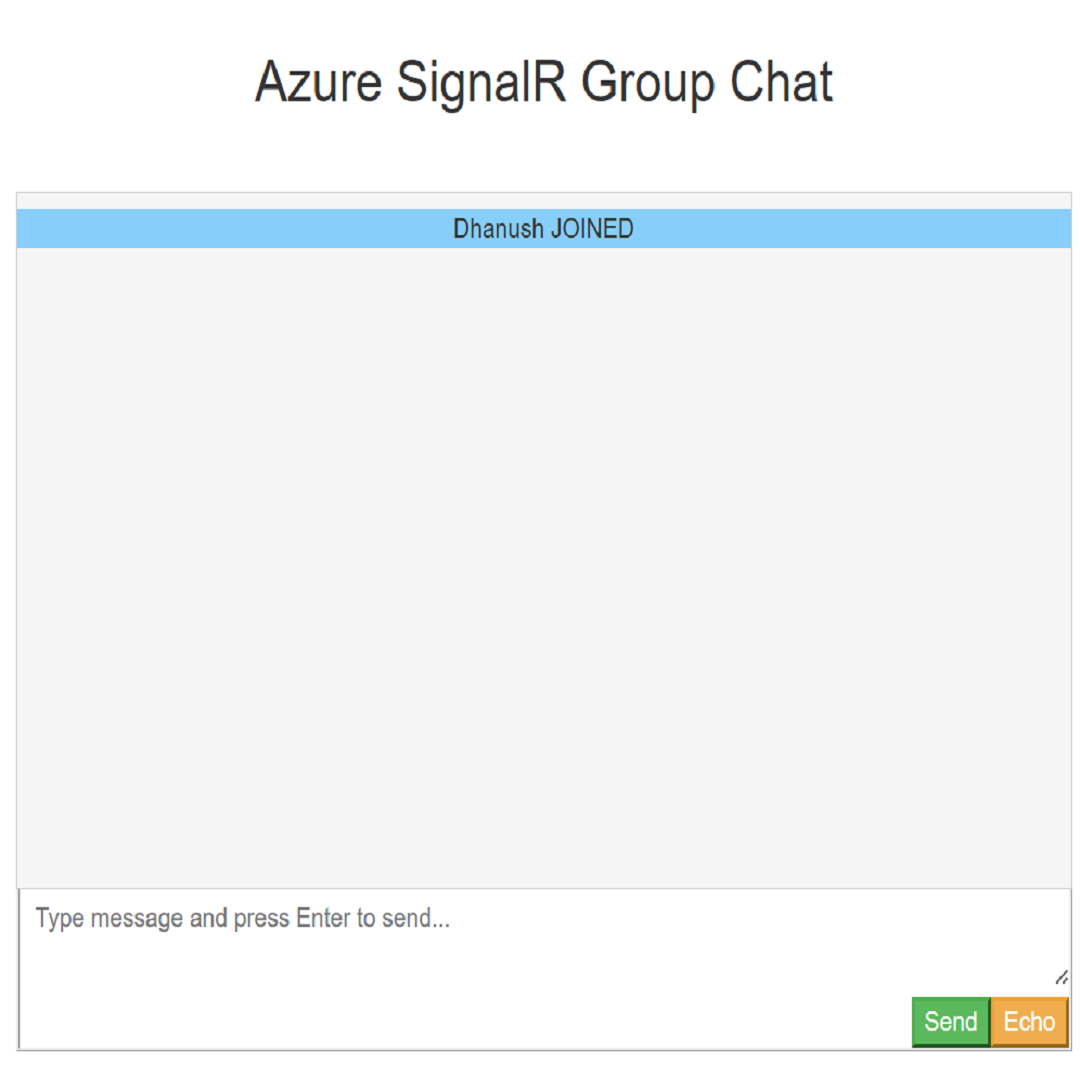 Azure SignalR Group Chat
Dhanush JOINED
Type message and press Enter to send...
Send Echo